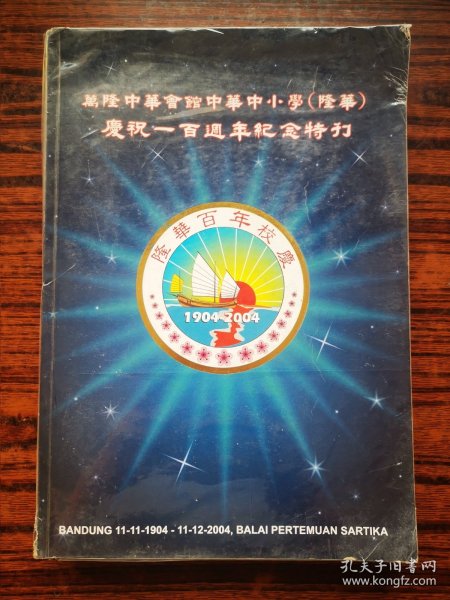 萬隆中華會館中華中小學（隆華）
慶祝一百週年紀念特刊
隆華百年校慶
1904-2004
BANDUNG 11-11-1904 - 11-12-2004, BALAI PERTEMUAN SARTIKA
孔夫子旧书网
www.kongfz.com